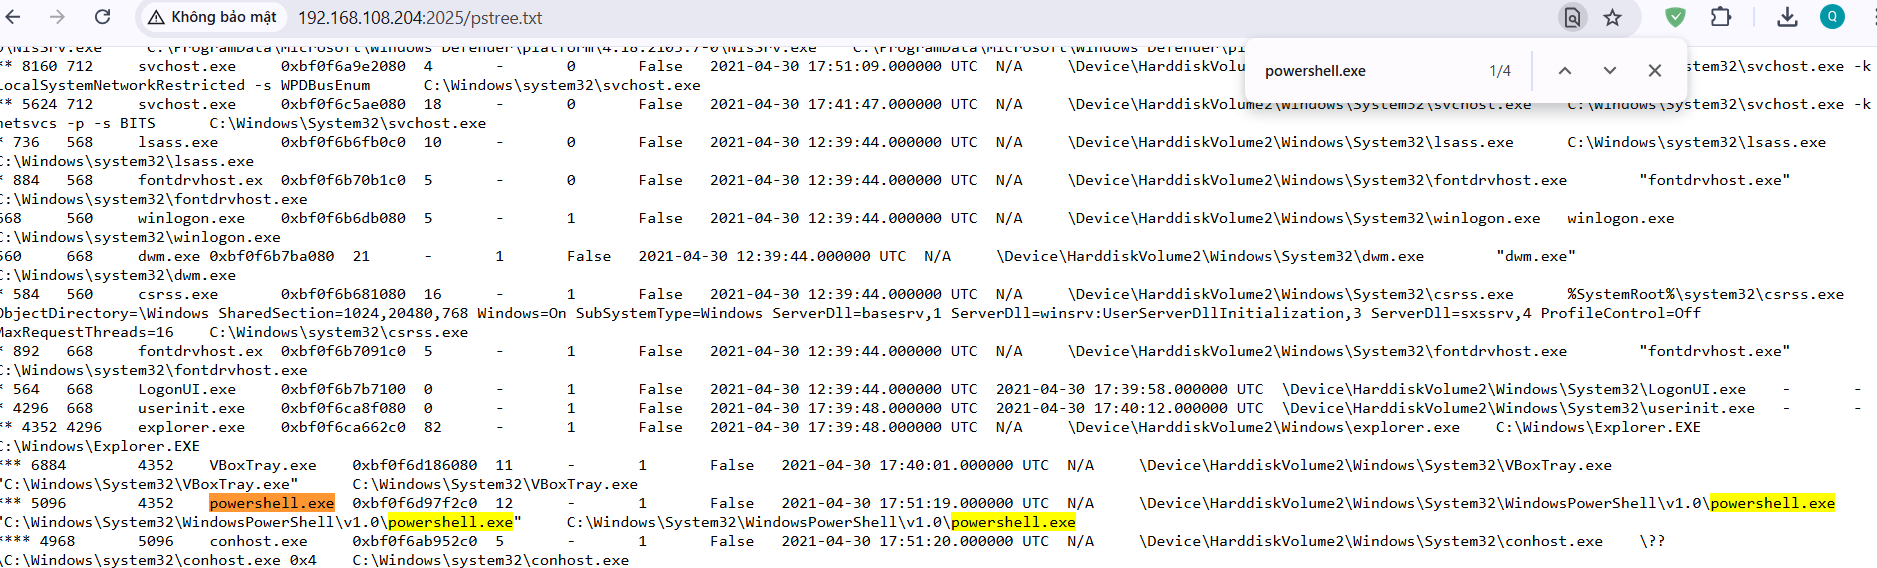 Không bảo mật 192.168.108.204:2025/pstree.txt Q
powershell.exe 1/4
\NisSrv.exe C:\ProgramData\Microsoft\Windows Defender\platform\4.18.2105.7-0\NisSrv.exe C:\ProgramData\Microsoft\Windows Defender\pl
** 8160 712 svchost.exe 0xbf0f6a9e2080 4 - 0 False 2021-04-30 17:51:09.000000 UTC N/A \Device\HarddiskVolu stem32\svchost.exe -k
LocalSystemNetworkRestricted -s WPDBusEnum C:\Windows\system32\svchost.exe
** 5624 712 svchost.exe 0xbf0f6c5ae080 18 - 0 False 2021-04-30 17:41:47.000000 UTC N/A \Device\HarddiskVolume2\Windows\System32\svchost.exe C:\Windows\System32\svchost.exe -k
netsvcs -p -s BITS C:\Windows\System32\svchost.exe
* 736 568 lsass.exe 0xbf0f6b6fb0c0 10 - 0 False 2021-04-30 12:39:44.000000 UTC N/A \Device\HarddiskVolume2\Windows\System32\lsass.exe C:\Windows\system32\lsass.exe
C:\Windows\system32\lsass.exe
* 884 568 fontdrvhost.ex 0xbf0f6b70b1c0 5 - 0 False 2021-04-30 12:39:44.000000 UTC N/A \Device\HarddiskVolume2\Windows\System32\fontdrvhost.exe "fontdrvhost.exe"
C:\Windows\system32\fontdrvhost.exe
668 560 winlogon.exe 0xbf0f6b6db080 5 - 1 False 2021-04-30 12:39:44.000000 UTC N/A \Device\HarddiskVolume2\Windows\System32\winlogon.exe winlogon.exe
C:\Windows\system32\winlogon.exe
560 668 dwm.exe 0xbf0f6b7ba080 21 - 1 False 2021-04-30 12:39:44.000000 UTC N/A \Device\HarddiskVolume2\Windows\System32\dwm.exe "dwm.exe"
C:\Windows\system32\dwm.exe
* 584 560 csrss.exe 0xbf0f6b681080 16 - 1 False 2021-04-30 12:39:44.000000 UTC N/A \Device\HarddiskVolume2\Windows\System32\csrss.exe %SystemRoot%\system32\csrss.exe
ObjectDirectory=\Windows SharedSection=1024,20480,768 Windows=On SubSystemType=Windows ServerDll=basesrv,1 ServerDll=winsrv:UserServerDllInitialization,3 ServerDll=sxssrv,4 ProfileControl=Off
MaxRequestThreads=16 C:\Windows\system32\csrss.exe
* 892 668 fontdrvhost.ex 0xbf0f6b7091c0 5 - 1 False 2021-04-30 12:39:44.000000 UTC N/A \Device\HarddiskVolume2\Windows\System32\fontdrvhost.exe "fontdrvhost.exe"
C:\Windows\system32\fontdrvhost.exe
* 564 668 LogonUI.exe 0xbf0f6b7b7100 0 - 1 False 2021-04-30 12:39:44.000000 UTC 2021-04-30 17:39:58.000000 UTC \Device\HarddiskVolume2\Windows\System32\LogonUI.exe - -
* 4296 668 userinit.exe 0xbf0f6ca8f080 0 - 1 False 2021-04-30 17:39:48.000000 UTC 2021-04-30 17:40:12.000000 UTC \Device\HarddiskVolume2\Windows\System32\userinit.exe - -
** 4352 4296 explorer.exe 0xbf0f6ca662c0 82 - 1 False 2021-04-30 17:39:48.000000 UTC N/A \Device\HarddiskVolume2\Windows\explorer.exe C:\Windows\Explorer.EXE
C:\Windows\Explorer.EXE
*** 6884 4352 VBoxTray.exe 0xbf0f6d186080 11 - 1 False 2021-04-30 17:40:01.000000 UTC N/A \Device\HarddiskVolume2\Windows\System32\VBoxTray.exe
"C:\Windows\System32\VBoxTray.exe" C:\Windows\System32\VBoxTray.exe
*** 5096 4352 powershell.exe 0xbf0f6d97f2c0 12 - 1 False 2021-04-30 17:51:19.000000 UTC N/A \Device\HarddiskVolume2\Windows\System32\WindowsPowerShell\v1.0\powershell.exe
"C:\Windows\System32\WindowsPowerShell\v1.0\powershell.exe" C:\Windows\System32\WindowsPowerShell\v1.0\powershell.exe
**** 4968 5096 conhost.exe 0xbf0f6ab952c0 5 - 1 False 2021-04-30 17:51:20.000000 UTC N/A \Device\HarddiskVolume2\Windows\System32\conhost.exe \??
\C:\Windows\system32\conhost.exe 0x4 C:\Windows\system32\conhost.exe